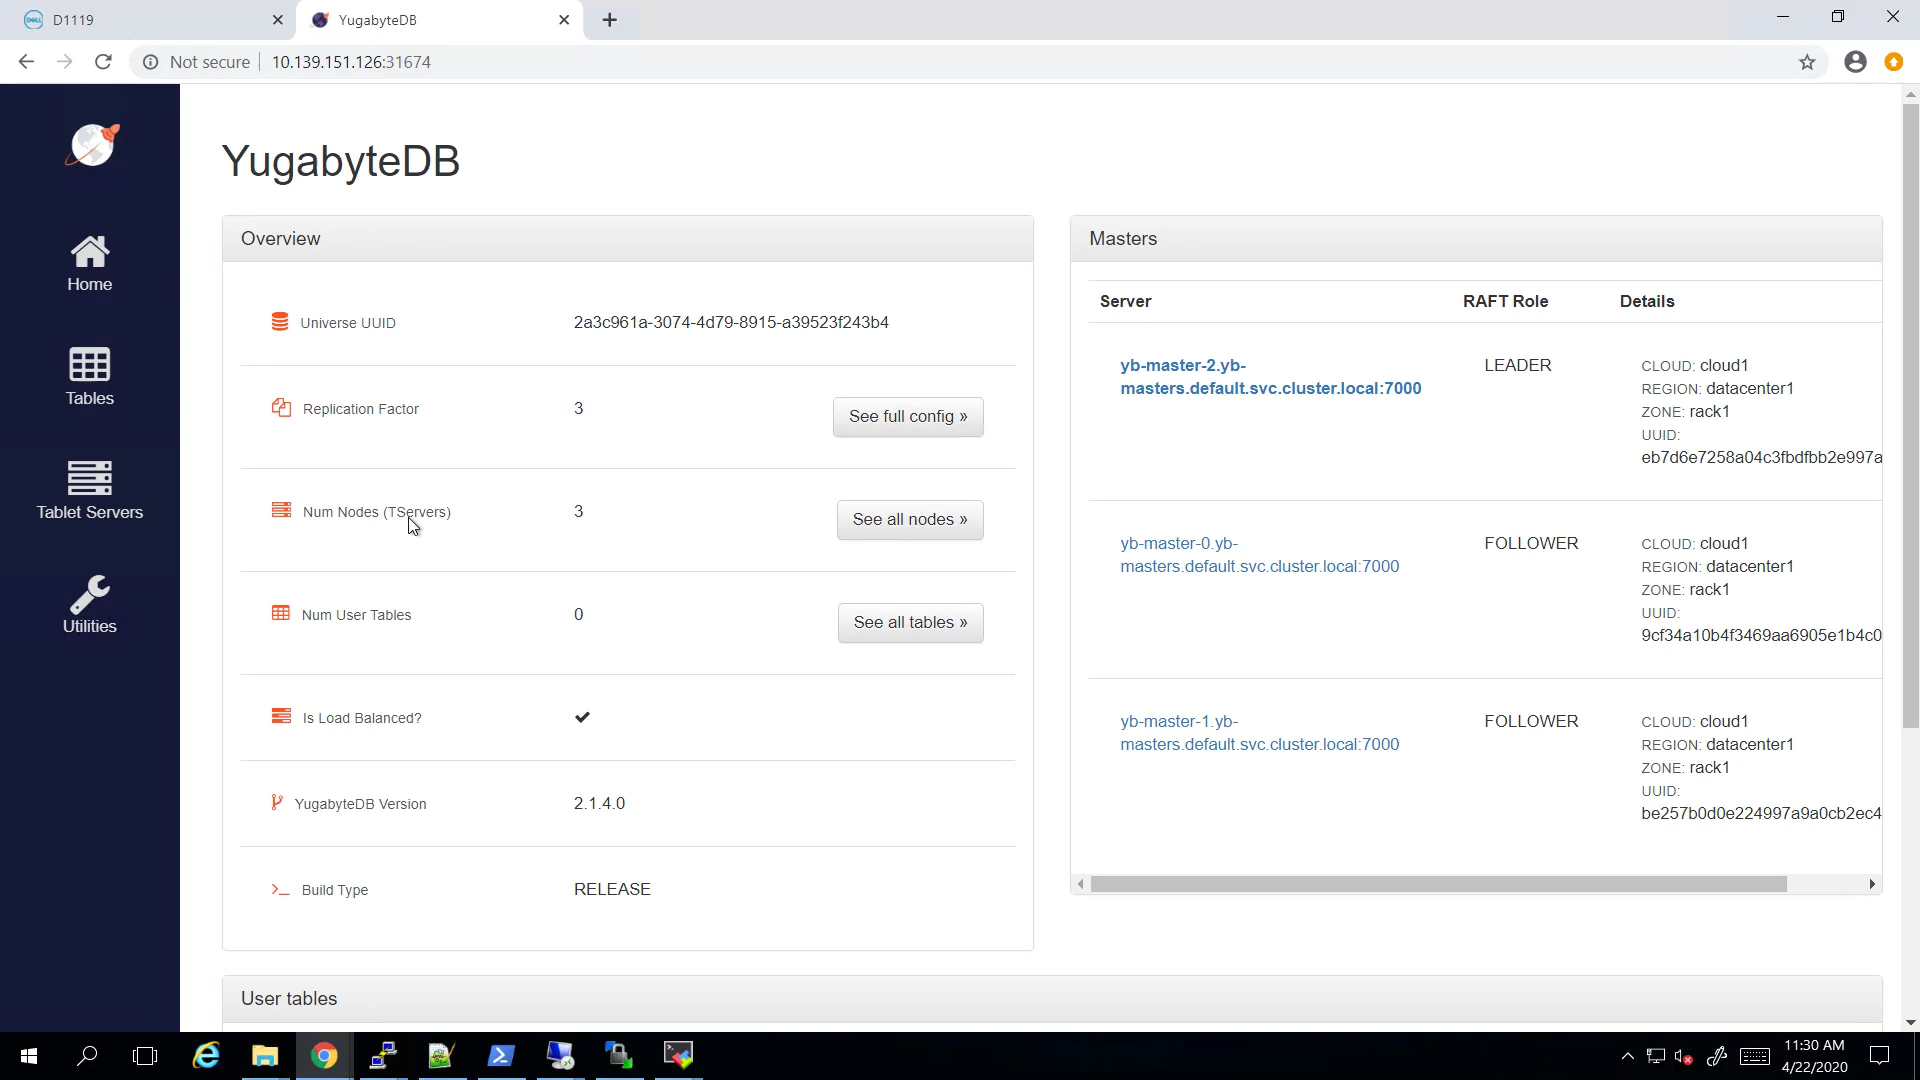 D1119
YugabyteDB
Not secure
10.139.151.126:31674
Home
Tables
Tablet Servers
Utilities
YugabyteDB
Overview
Universe UUID 2a3c961a-3074-4d79-8915-a39523f243b4
Replication Factor 3 See full config »
Num Nodes (TServers) 3 See all nodes »
Num User Tables 0 See all tables »
Is Load Balanced?
YugabyteDB Version 2.1.4.0
Build Type RELEASE
Masters
Server RAFT Role Details
yb-master-2.yb-
masters.default.svc.cluster.local:7000
LEADER
CLOUD: cloud1
REGION: datacenter1
ZONE: rack1
UUID:
eb7d6e7258a04c3fbdfbb2e997a
yb-master-0.yb-
masters.default.svc.cluster.local:7000
FOLLOWER
CLOUD: cloud1
REGION: datacenter1
ZONE: rack1
UUID:
9cf34a10b4f3469aa6905e1b4c0
yb-master-1.yb-
masters.default.svc.cluster.local:7000
FOLLOWER
CLOUD: cloud1
REGION: datacenter1
ZONE: rack1
UUID:
be257b0d0e224997a9a0cb2ec4
User tables
11:30 AM
4/22/2020